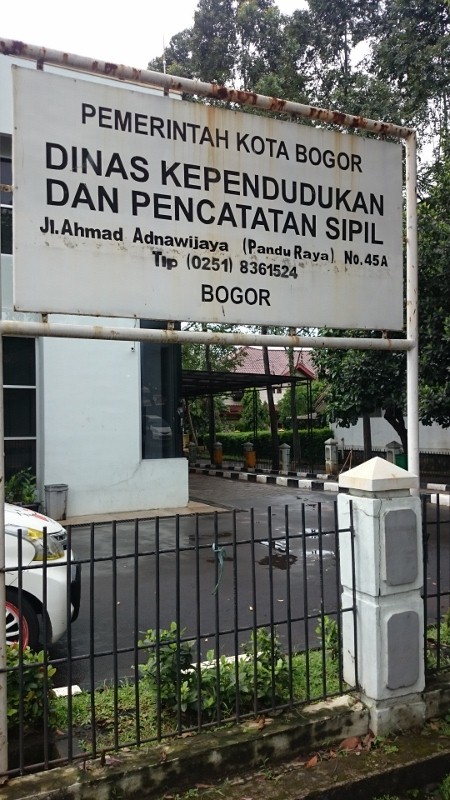 PEMERINTAH KOTA BOGOR
DINAS KEPENDUDUKAN
DAN PENCATATAN SIPIL
Jl.Ahmad Adnawijaya (Pandu Raya) No.45A
Tlp (0251) 8361524
BOGOR